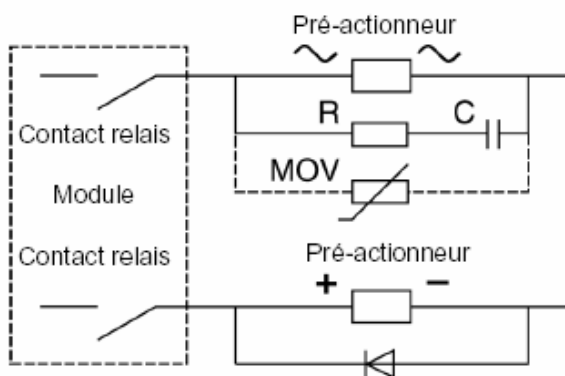 Pré-actionneur
Contact relais
R C
MOV
Module
Contact relais
Pré-actionneur
+ −